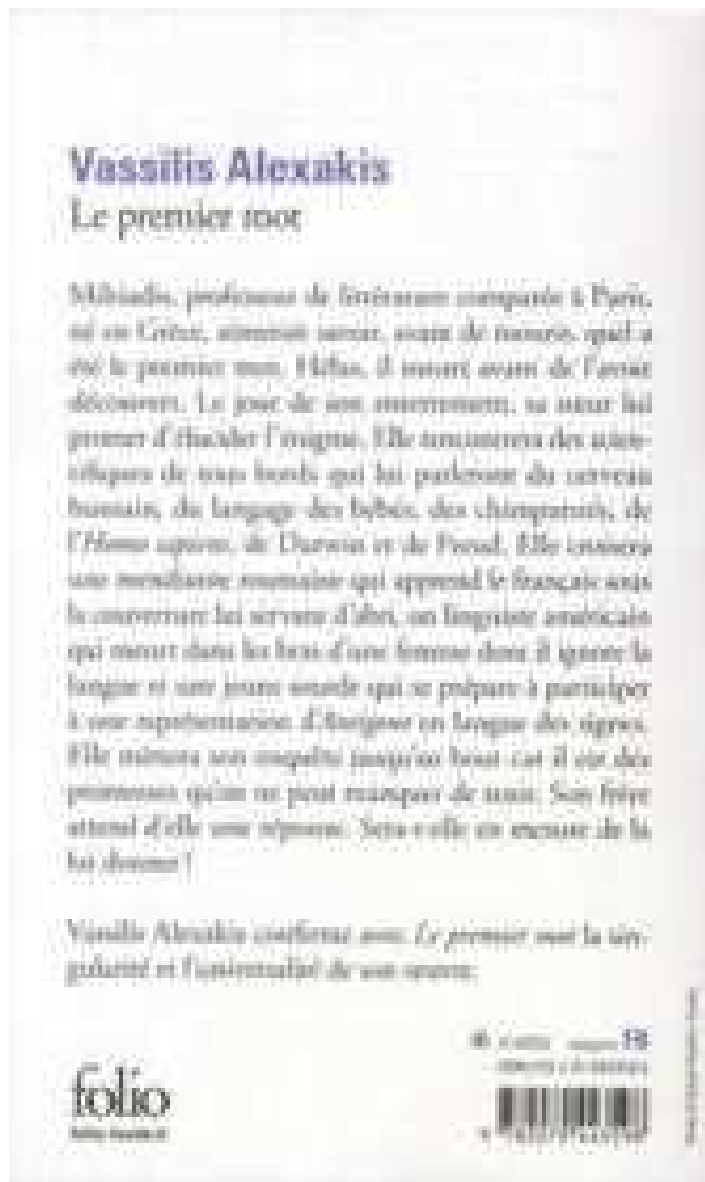 Vassilis Alexakis
Le premier mot
Miltiadis, professeur de littérature comparée à Paris,
né en Grèce, aimerait savoir, avant de mourir, quel a
été le premier mot. Hélas, il meurt avant de l'avoir
découvert. Le jour de son enterrement, sa sœur lui
promet d'élucider l'énigme. Elle rencontrera des scien-
tifiques de tous bords qui lui parleront du cerveau
humain, du langage des bébés, des chimpanzés, de
l'Homo sapiens, de Darwin et de Freud. Elle croisera
une mendiante roumaine qui apprend le français sous
la couverture lui servant d'abri, un linguiste américain
qui meurt dans les bras d'une femme dont il ignore la
langue et une jeune sourde qui se prépare à participer
à une représentation d'Antigone en langue des signes.
Elle mènera son enquête jusqu'au bout car il est des
promesses qu'on ne peut manquer de tenir. Son frère
attend d'elle une réponse. Sera-t-elle en mesure de la
lui donner ?
Vassilis Alexakis confirme avec Le premier mot la sin-
gularité et l'universalité de son œuvre.
folio